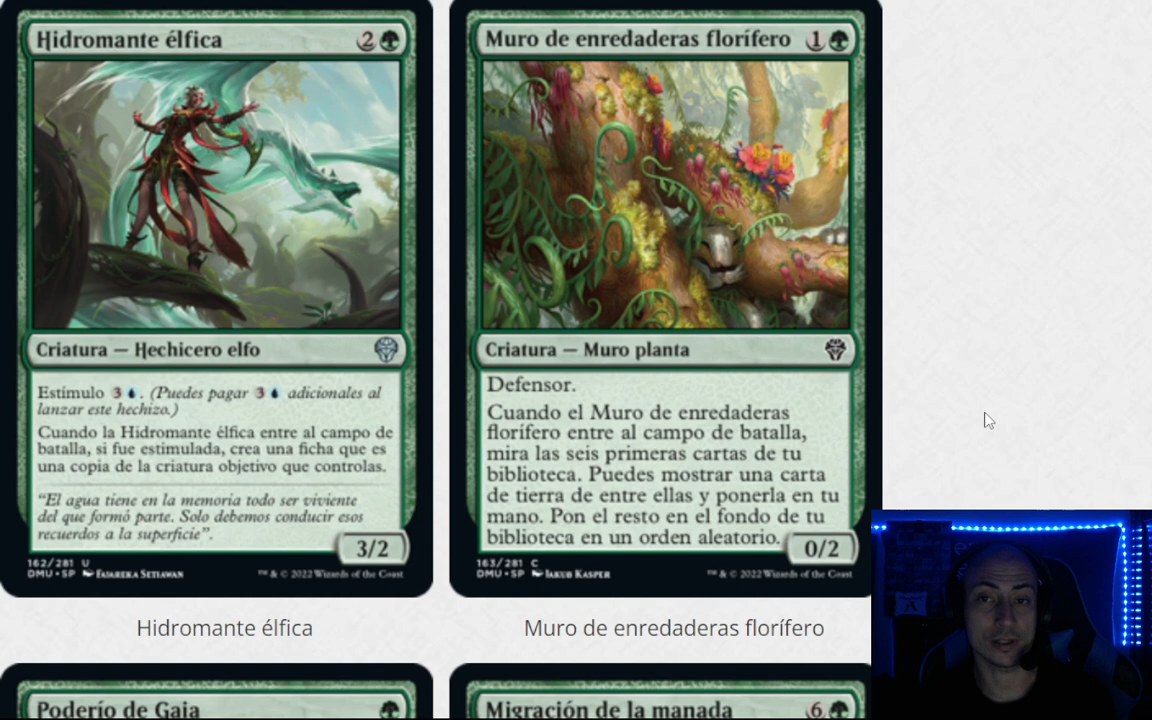 Hidromante élfica 2
Criatura — Hechicero elfo
Estímulo 3. (Puedes pagar 3 adicionales al
lanzar este hechizo.)
Cuando la Hidromante élfica entre al campo de
batalla, si fue estimulada, crea una ficha que es
una copia de la criatura objetivo que controlas.
“El agua tiene en la memoria todo ser viviente
del que formó parte. Solo debemos conducir esos
recuerdos a la superficie”.
3/2
162/281 U
DMU • SP Fajareka Setiawan
™ & © 2022 Wizards of the Coast
Hidromante élfica
Muro de enredaderas florífero 1
Criatura — Muro planta
Defensor.
Cuando el Muro de enredaderas
florífero entre al campo de batalla,
mira las seis primeras cartas de tu
biblioteca. Puedes mostrar una carta
de tierra de entre ellas y ponerla en tu
mano. Pon el resto en el fondo de tu
biblioteca en un orden aleatorio.
0/2
163/281 C
DMU • SP Jakub Kasper
™ & © 2022 Wizards of the Coast
Muro de enredaderas florífero
Poderío de Gaia
Migración de la manada 6